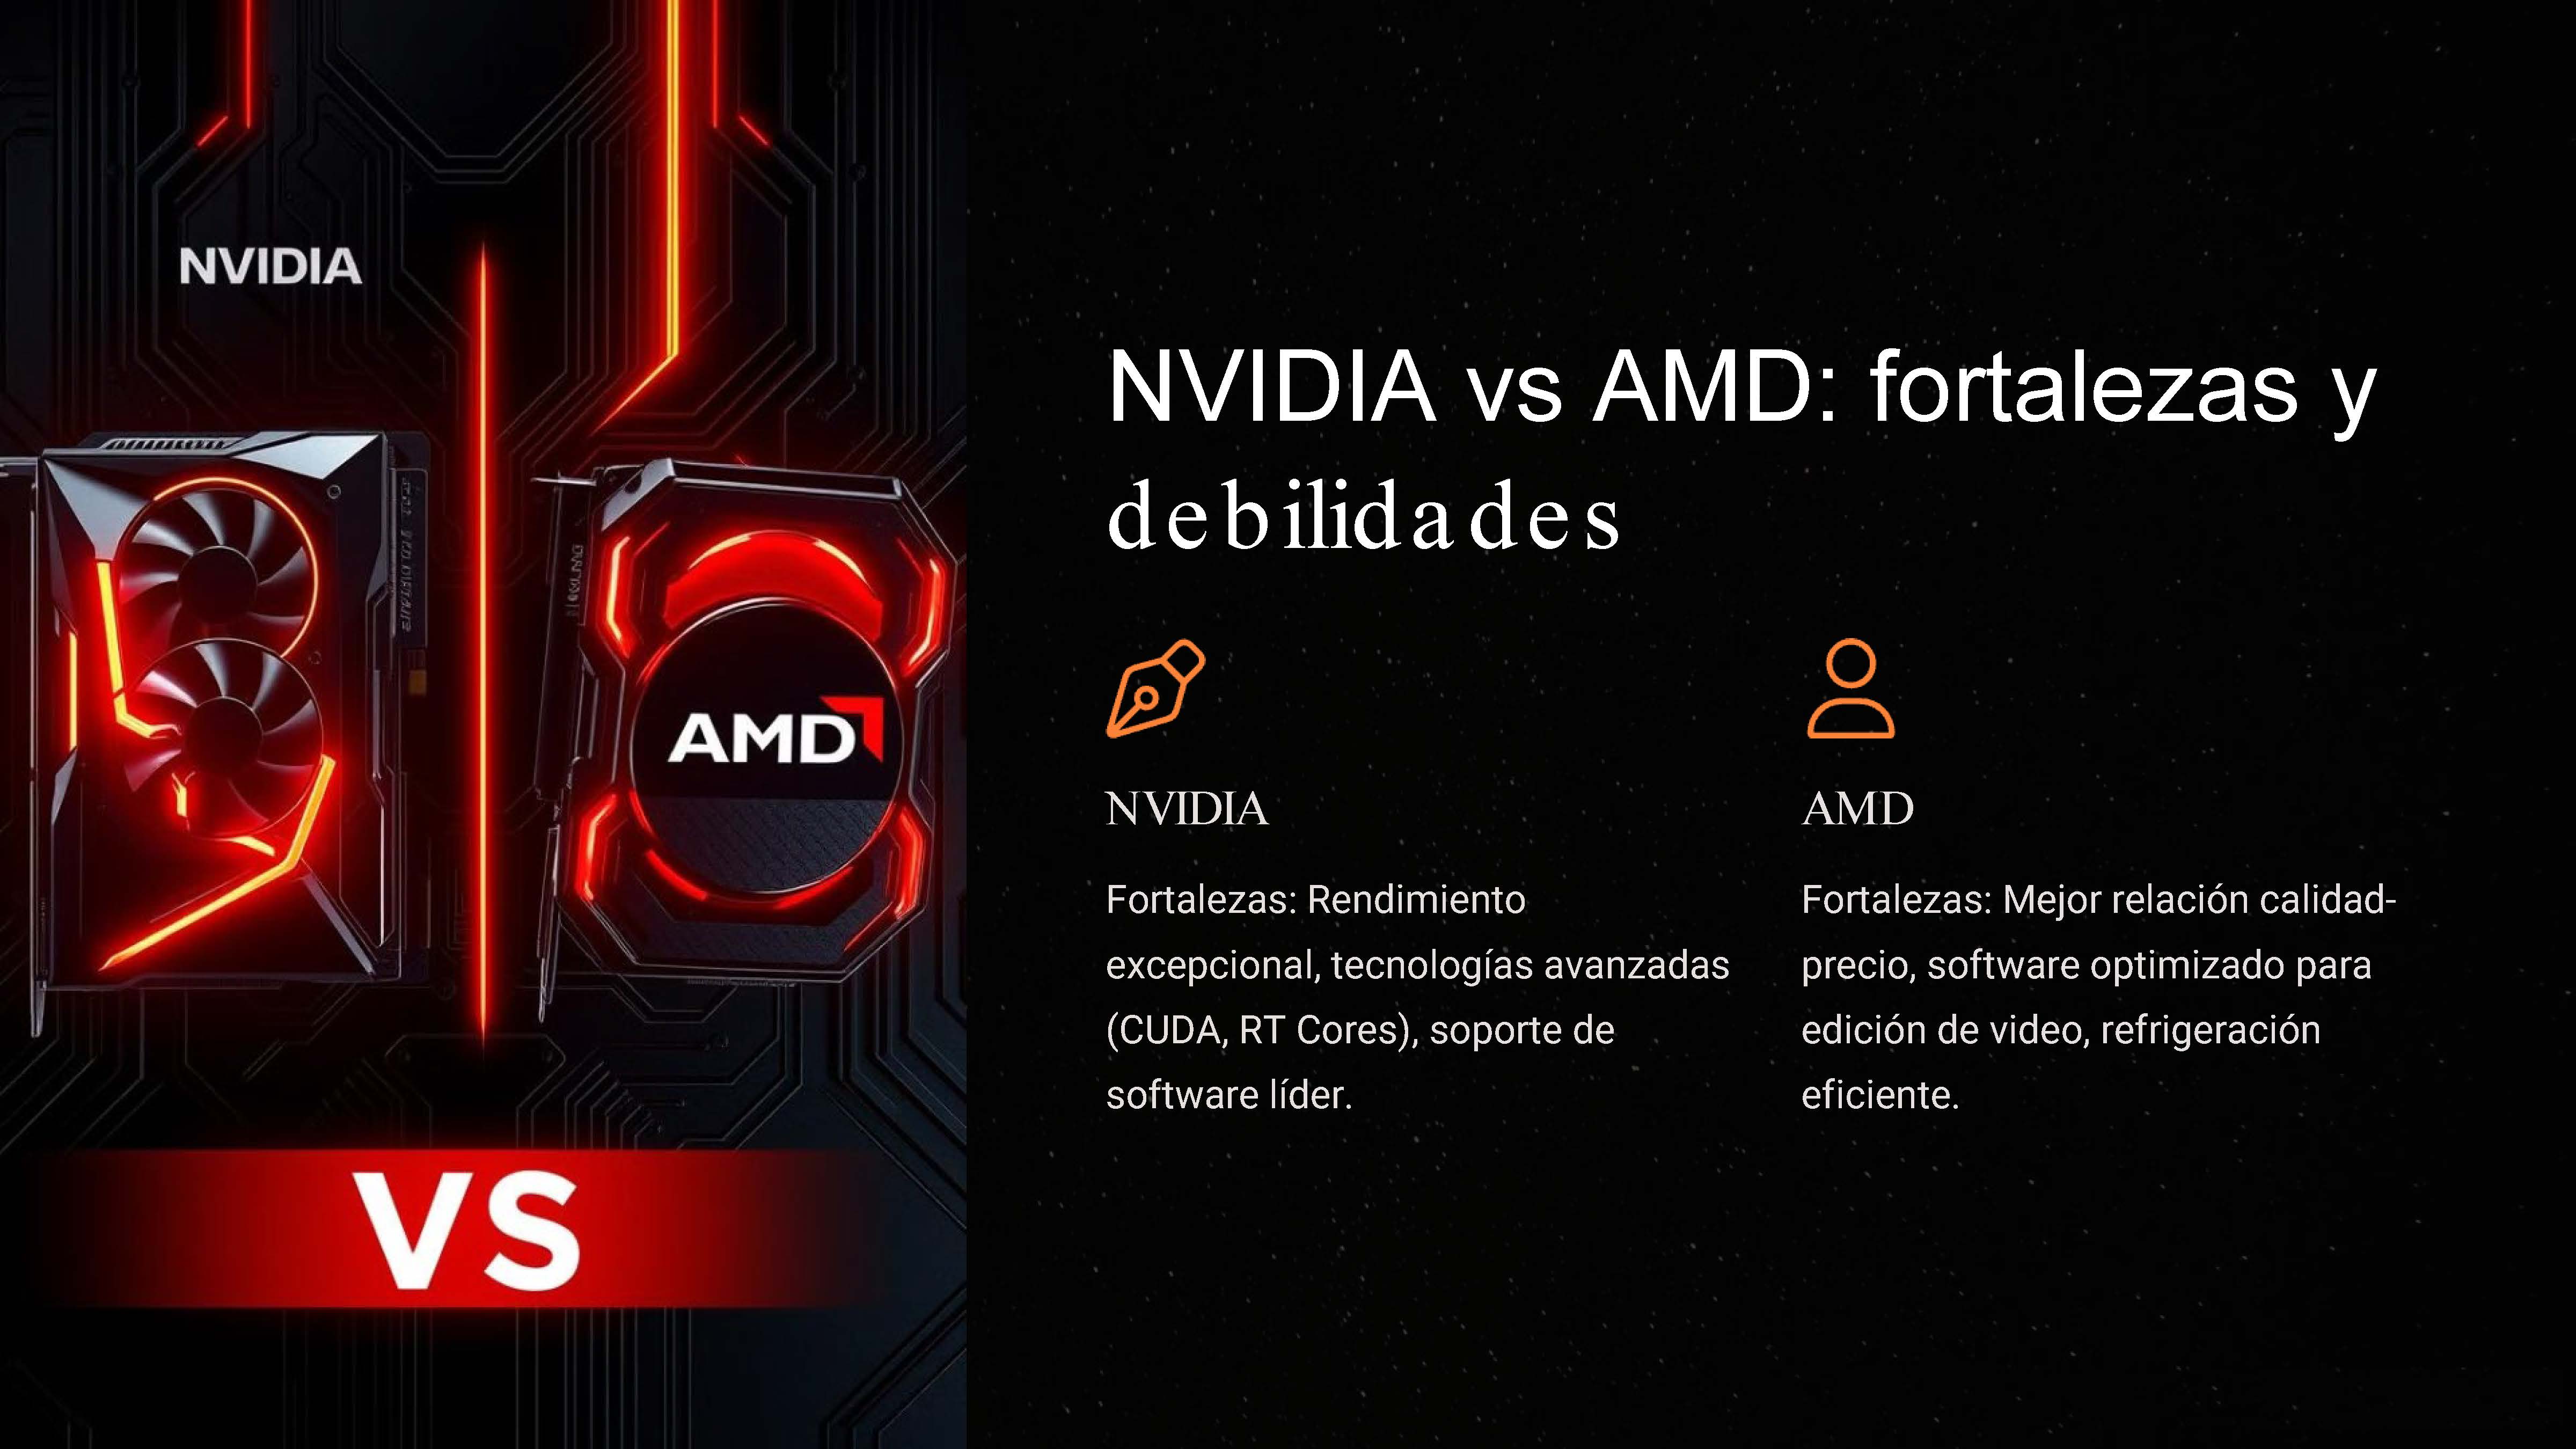 NVIDIA
AMD
VS
NVIDIA vs AMD: fortalezas y
debilidades
NVIDIA
Fortalezas: Rendimiento
excepcional, tecnologías avanzadas
(CUDA, RT Cores), soporte de
software líder.
AMD
Fortalezas: Mejor relación calidad-
precio, software optimizado para
edición de video, refrigeración
eficiente.